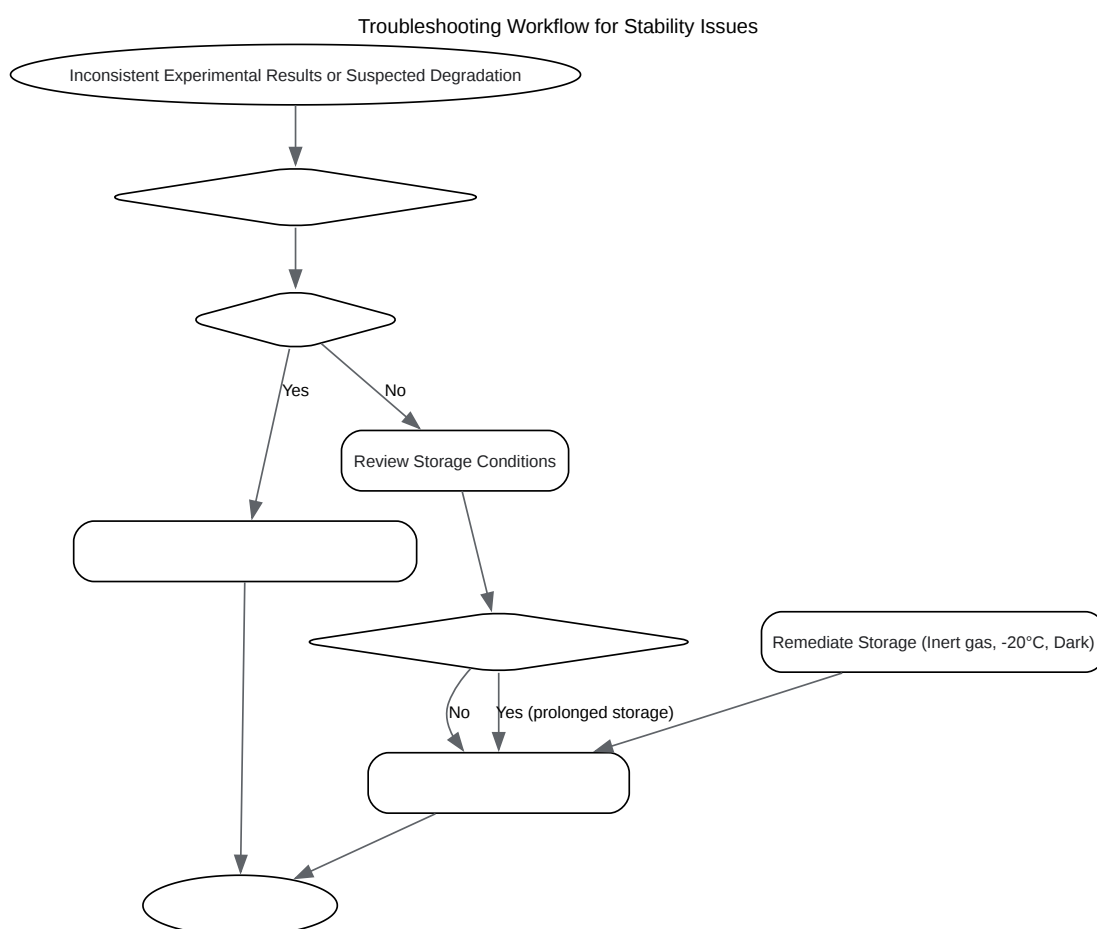 Troubleshooting Workflow for Stability Issues
Inconsistent Experimental Results or Suspected Degradation
Yes
No
Review Storage Conditions
Remediate Storage (Inert gas, -20°C, Dark)
No
Yes (prolonged storage)